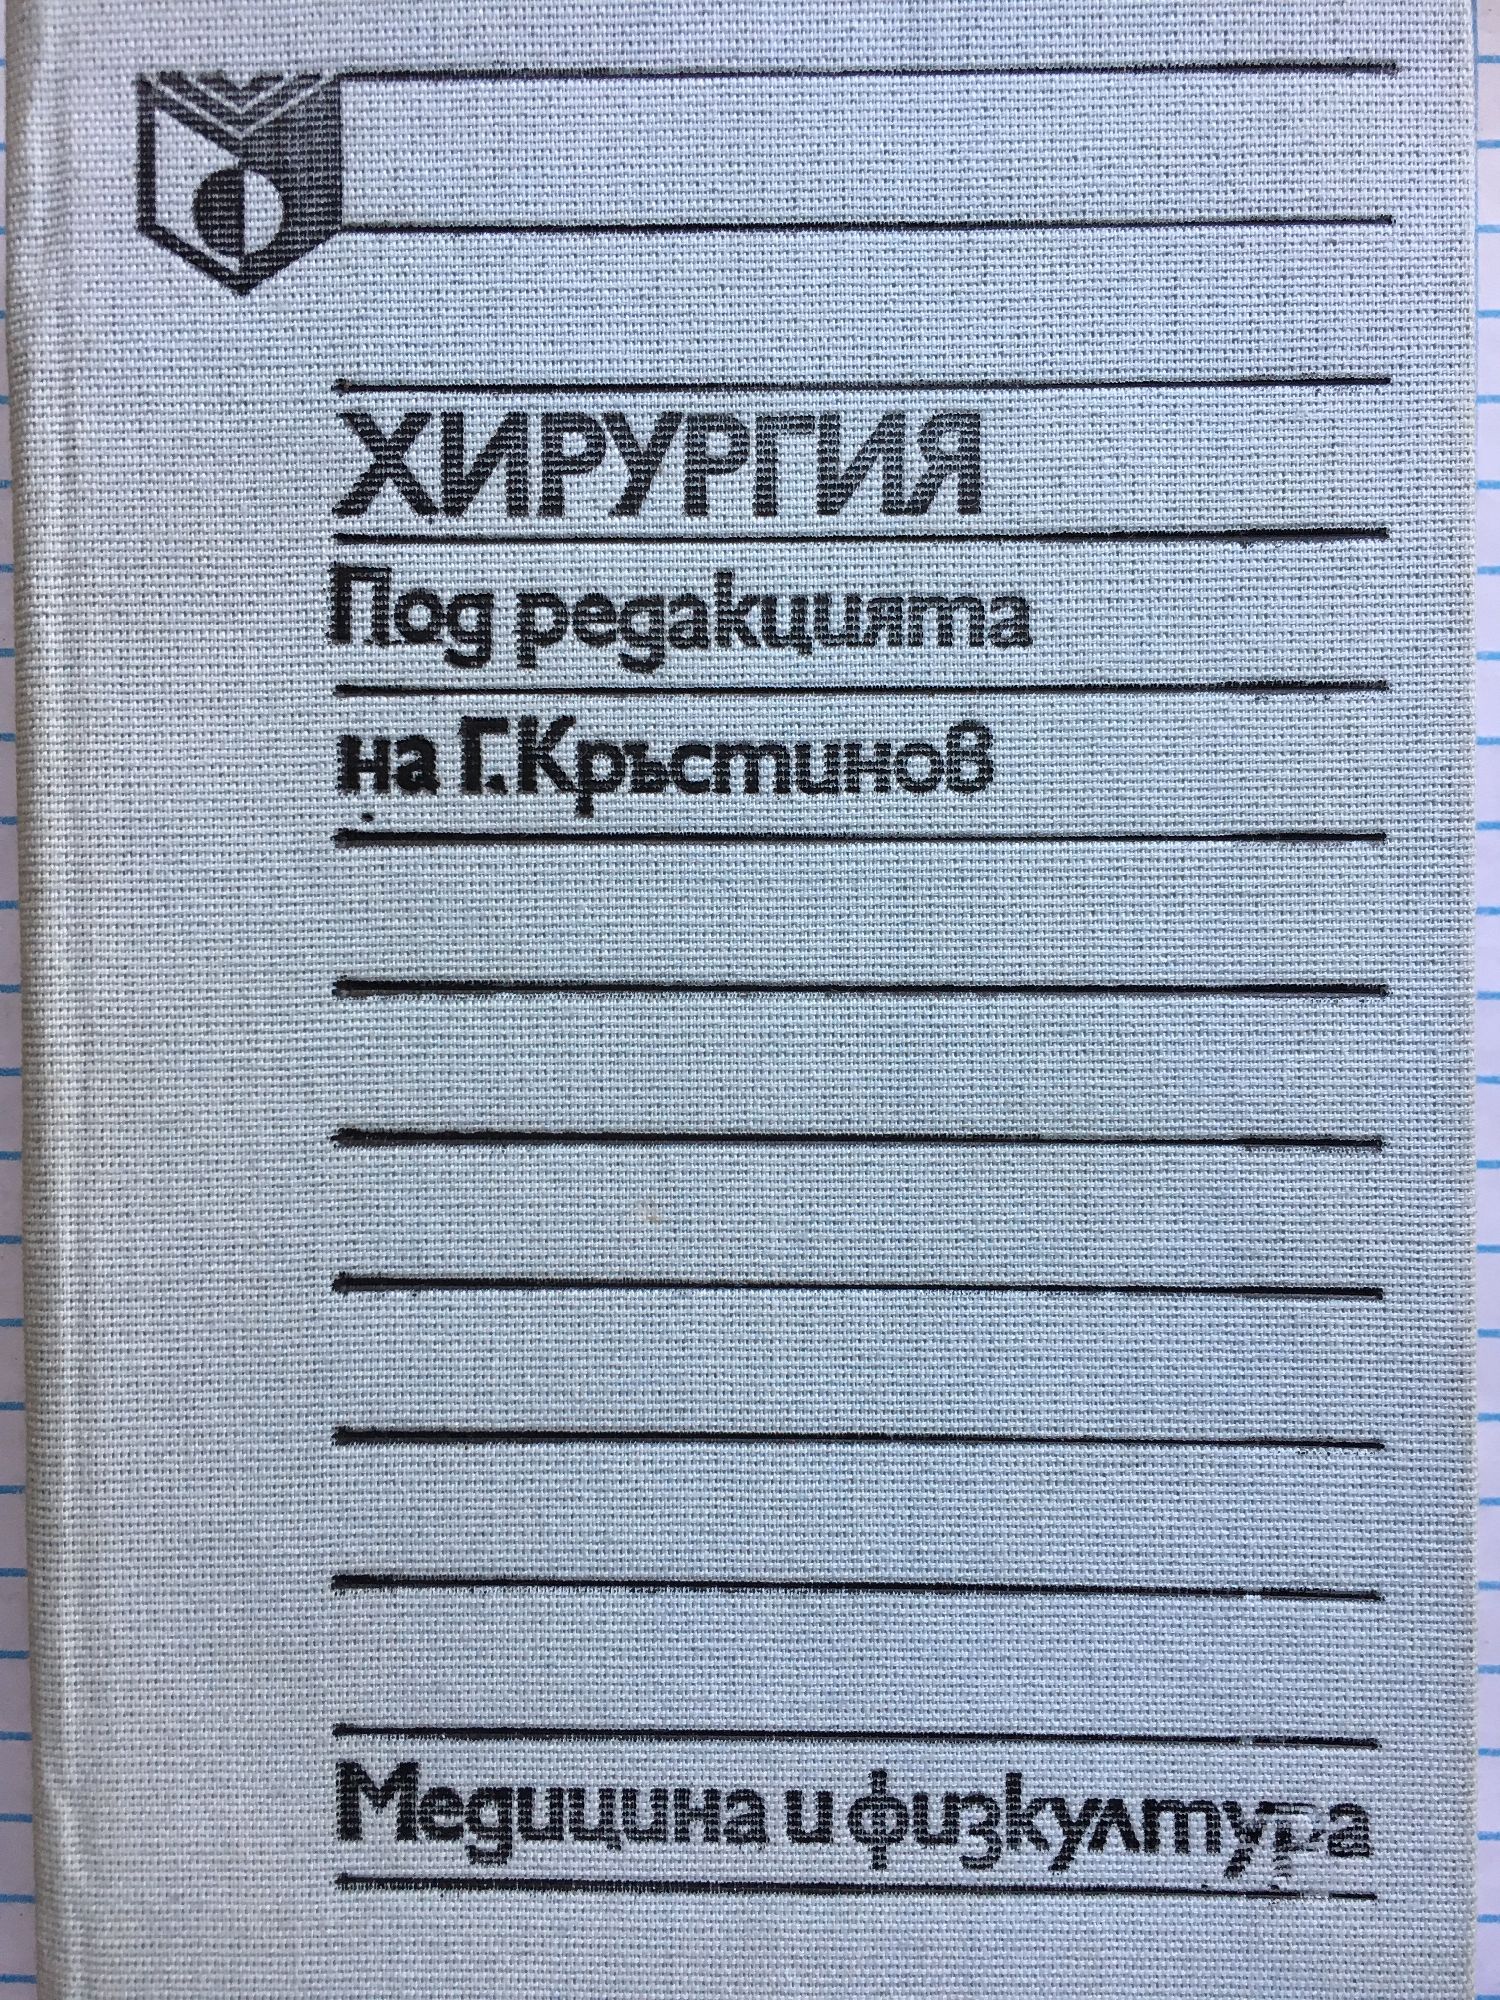 ХИРУРГИЯ
Под редакцията
на Г. Кръстинов
Медицина и физкултура